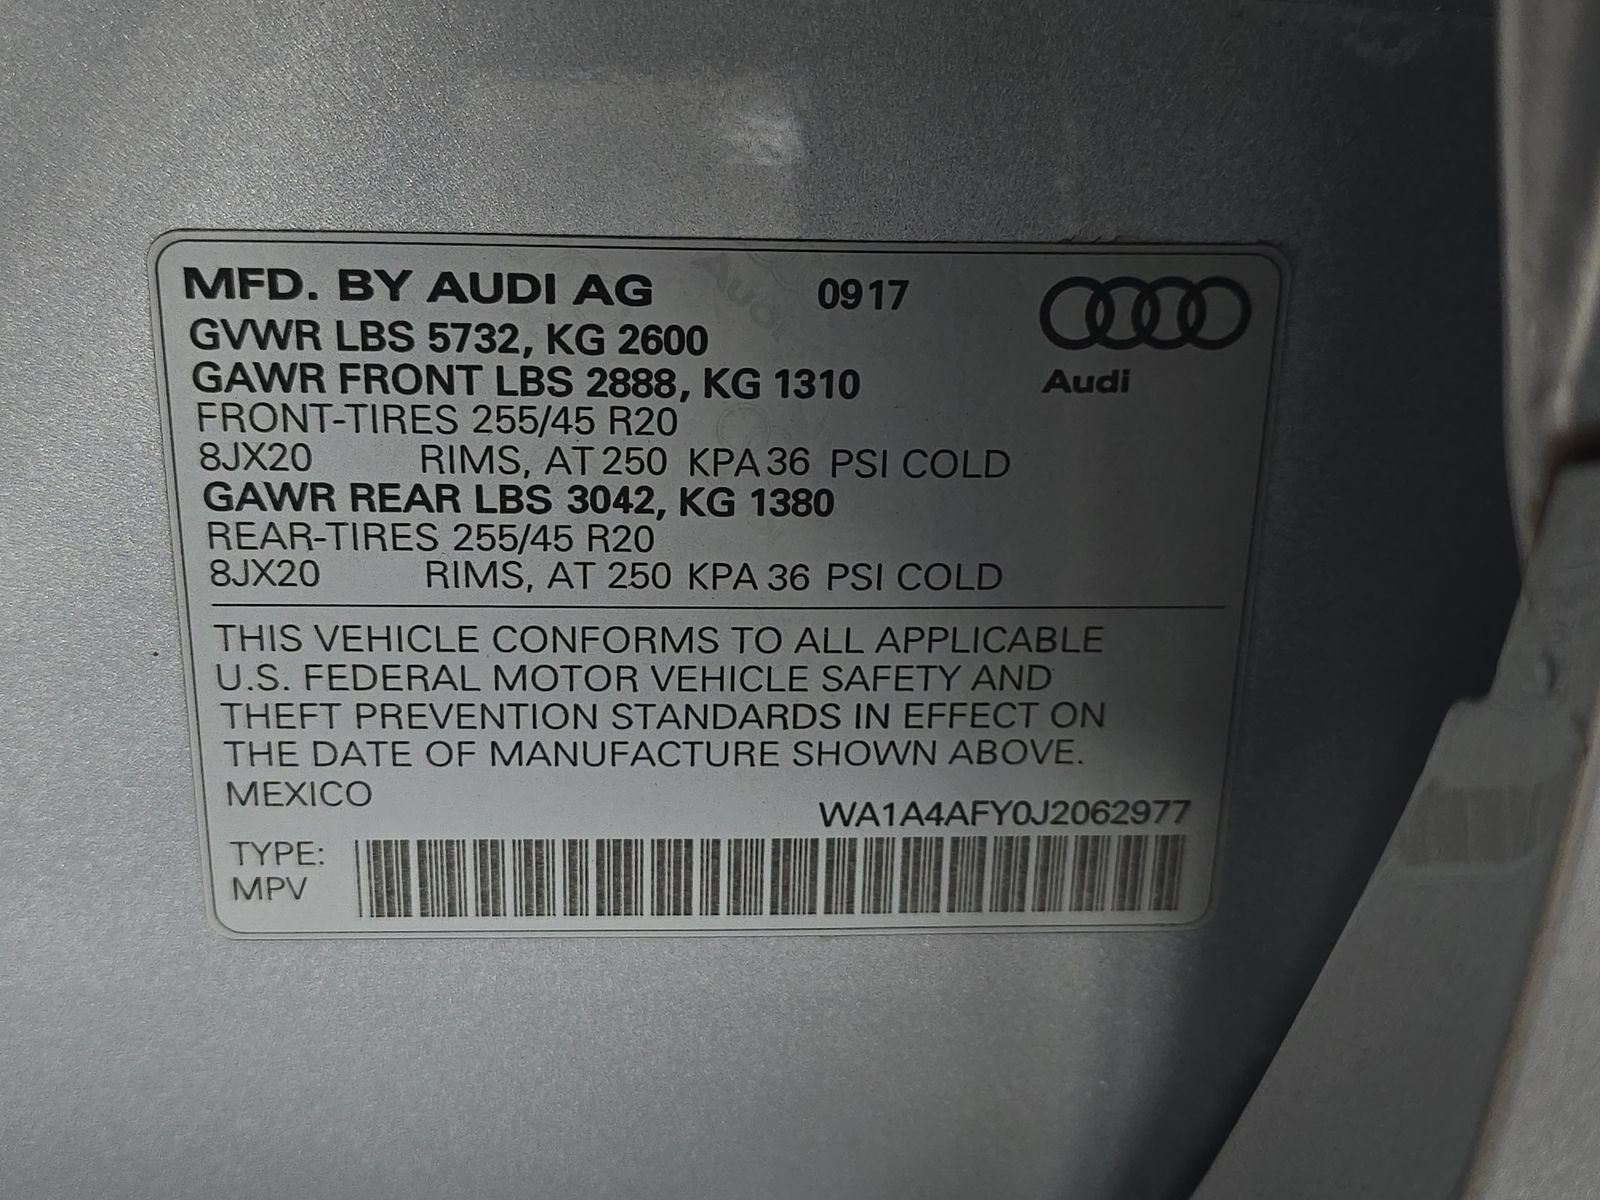 MFD. BY AUDI AG 0917
GVWR LBS 5732, KG 2600
GAWR FRONT LBS 2888, KG 1310
Audi
FRONT-TIRES 255/45 R20
8JX20 RIMS, AT 250 KPA 36 PSI COLD
GAWR REAR LBS 3042, KG 1380
REAR-TIRES 255/45 R20
8JX20 RIMS, AT 250 KPA 36 PSI COLD
THIS VEHICLE CONFORMS TO ALL APPLICABLE
U.S. FEDERAL MOTOR VEHICLE SAFETY AND
THEFT PREVENTION STANDARDS IN EFFECT ON
THE DATE OF MANUFACTURE SHOWN ABOVE.
MEXICO
WA1A4AFY0J2062977
TYPE:
MPV